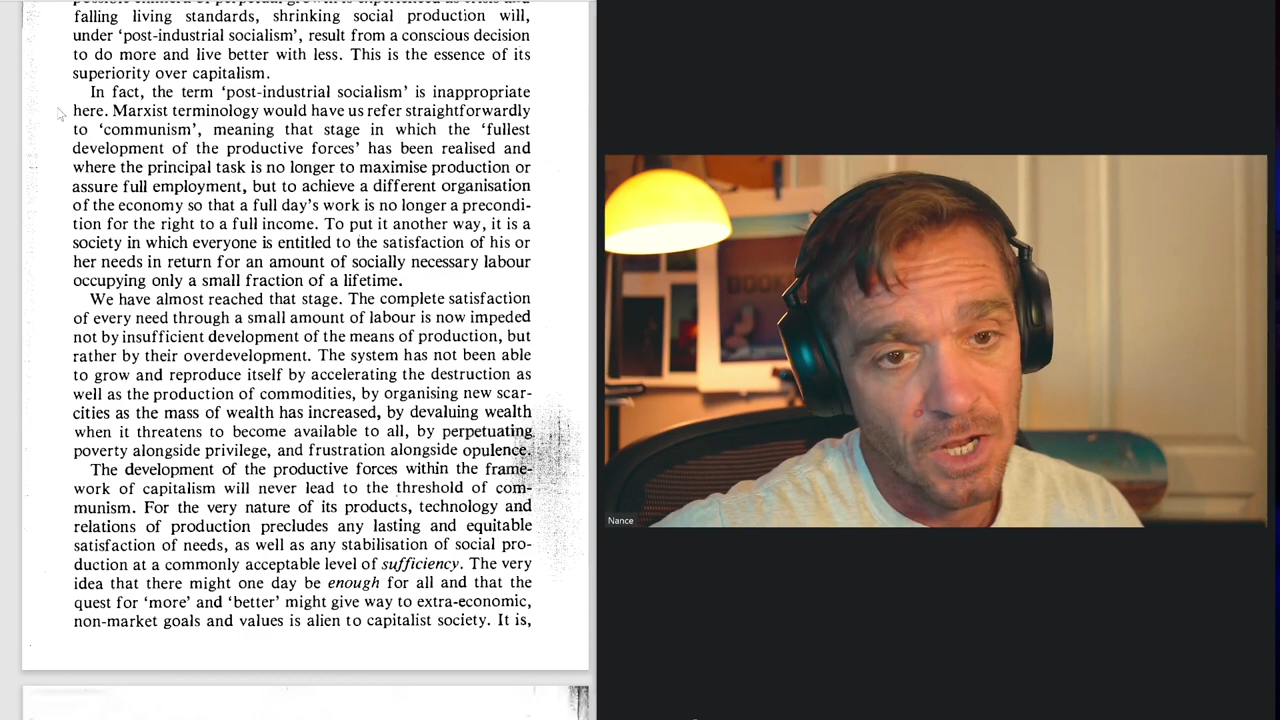 falling living standards, shrinking social production will,
under ‘post-industrial socialism’, result from a conscious decision
to do more and live better with less. This is the essence of its
superiority over capitalism.
In fact, the term ‘post-industrial socialism’ is inappropriate
here. Marxist terminology would have us refer straightforwardly
to ‘communism’, meaning that stage in which the ‘fullest
development of the productive forces’ has been realised and
where the principal task is no longer to maximise production or
assure full employment, but to achieve a different organisation
of the economy so that a full day’s work is no longer a precondi-
tion for the right to a full income. To put it another way, it is a
society in which everyone is entitled to the satisfaction of his or
her needs in return for an amount of socially necessary labour
occupying only a small fraction of a lifetime.
We have almost reached that stage. The complete satisfaction
of every need through a small amount of labour is now impeded
not by insufficient development of the means of production, but
rather by their overdevelopment. The system has not been able
to grow and reproduce itself by accelerating the destruction as
well as the production of commodities, by organising new scar-
cities as the mass of wealth has increased, by devaluing wealth
when it threatens to become available to all, by perpetuating
poverty alongside privilege, and frustration alongside opulence.
The development of the productive forces within the frame-
work of capitalism will never lead to the threshold of com-
munism. For the very nature of its products, technology and
relations of production precludes any lasting and equitable
satisfaction of needs, as well as any stabilisation of social pro-
duction at a commonly acceptable level of sufficiency. The very
idea that there might one day be enough for all and that the
quest for ‘more’ and ‘better’ might give way to extra-economic,
non-market goals and values is alien to capitalist society. It is,
Nance